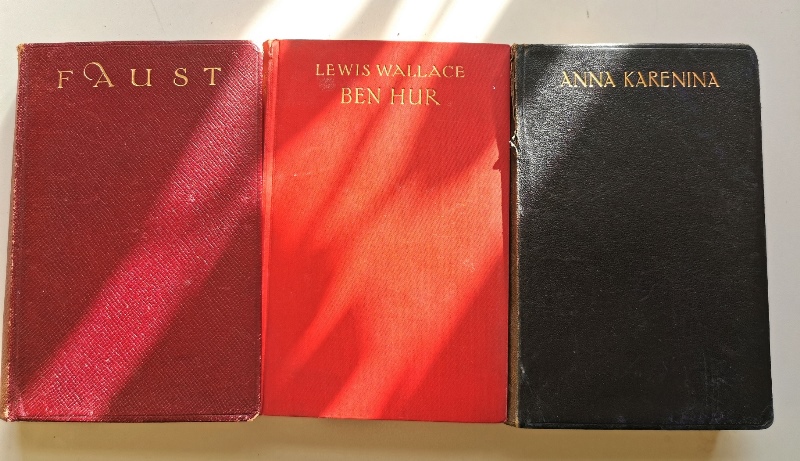 FAUST
LEWIS WALLACE
BEN HUR
ANNA KARENINA